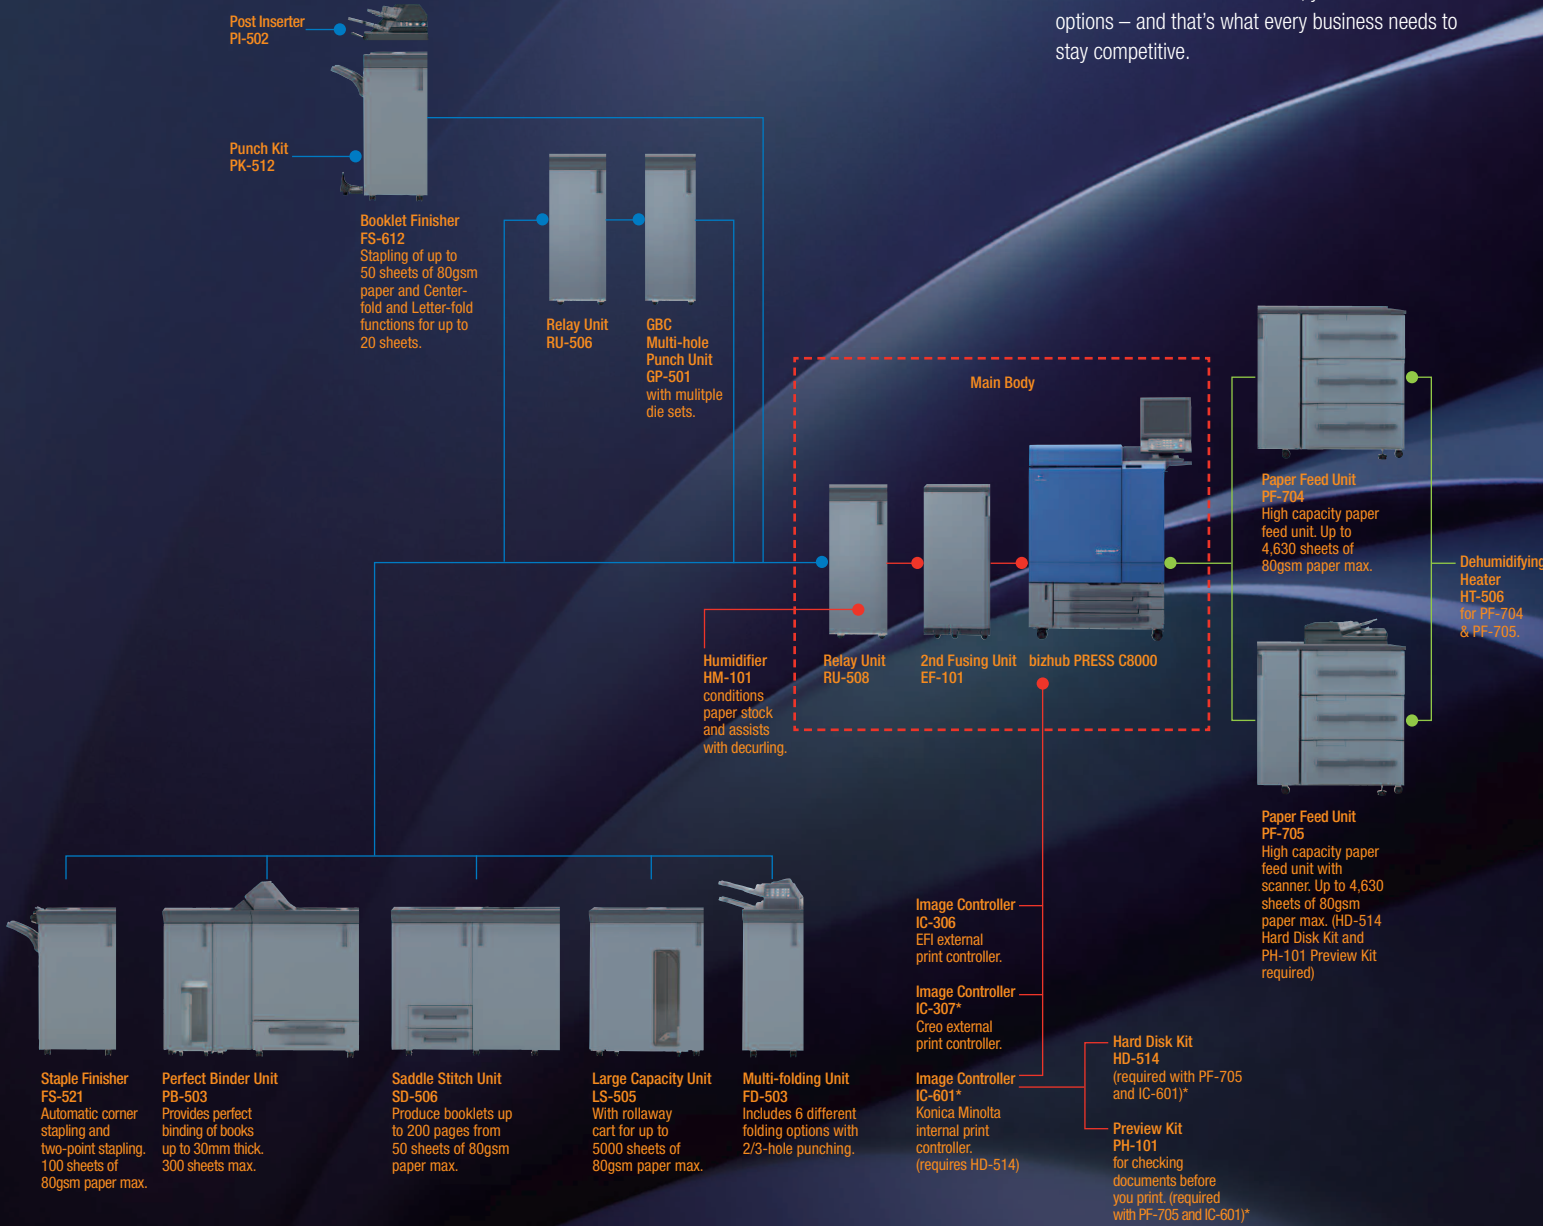 options – and that's what every business needs to
stay competitive.
Post Inserter
PI-502
Punch Kit
PK-512
Booklet Finisher
FS-612
Stapling of up to
50 sheets of 80gsm
paper and Center-
fold and Letter-fold
functions for up to
20 sheets.
Relay Unit
RU-506
GBC
Multi-hole
Punch Unit
GP-501
with mulitple
die sets.
Main Body
Paper Feed Unit
PF-704
High capacity paper
feed unit. Up to
4,630 sheets of
80gsm paper max.
Dehumidifying
Heater
HT-506
for PF-704
& PF-705.
Humidifier
HM-101
conditions
paper stock
and assists
with decurling.
Relay Unit
RU-508
2nd Fusing Unit
EF-101
bizhub PRESS C8000
Paper Feed Unit
PF-705
High capacity paper
feed unit with
scanner. Up to 4,630
sheets of 80gsm
paper max. (HD-514
Hard Disk Kit and
PH-101 Preview Kit
required)
Image Controller
IC-306
EFI external
print controller.
Image Controller
IC-307*
Creo external
print controller.
Image Controller
IC-601*
Konica Minolta
internal print
controller.
(requires HD-514)
Hard Disk Kit
HD-514
(required with PF-705
and IC-601)*
Preview Kit
PH-101
for checking
documents before
you print. (required
with PF-705 and IC-601)*
Staple Finisher
FS-521
Automatic corner
stapling and
two-point stapling.
100 sheets of
80gsm paper max.
Perfect Binder Unit
PB-503
Provides perfect
binding of books
up to 30mm thick.
300 sheets max.
Saddle Stitch Unit
SD-506
Produce booklets up
to 200 pages from
50 sheets of 80gsm
paper max.
Large Capacity Unit
LS-505
With rollaway
cart for up to
5000 sheets of
80gsm paper max.
Multi-folding Unit
FD-503
Includes 6 different
folding options with
2/3-hole punching.